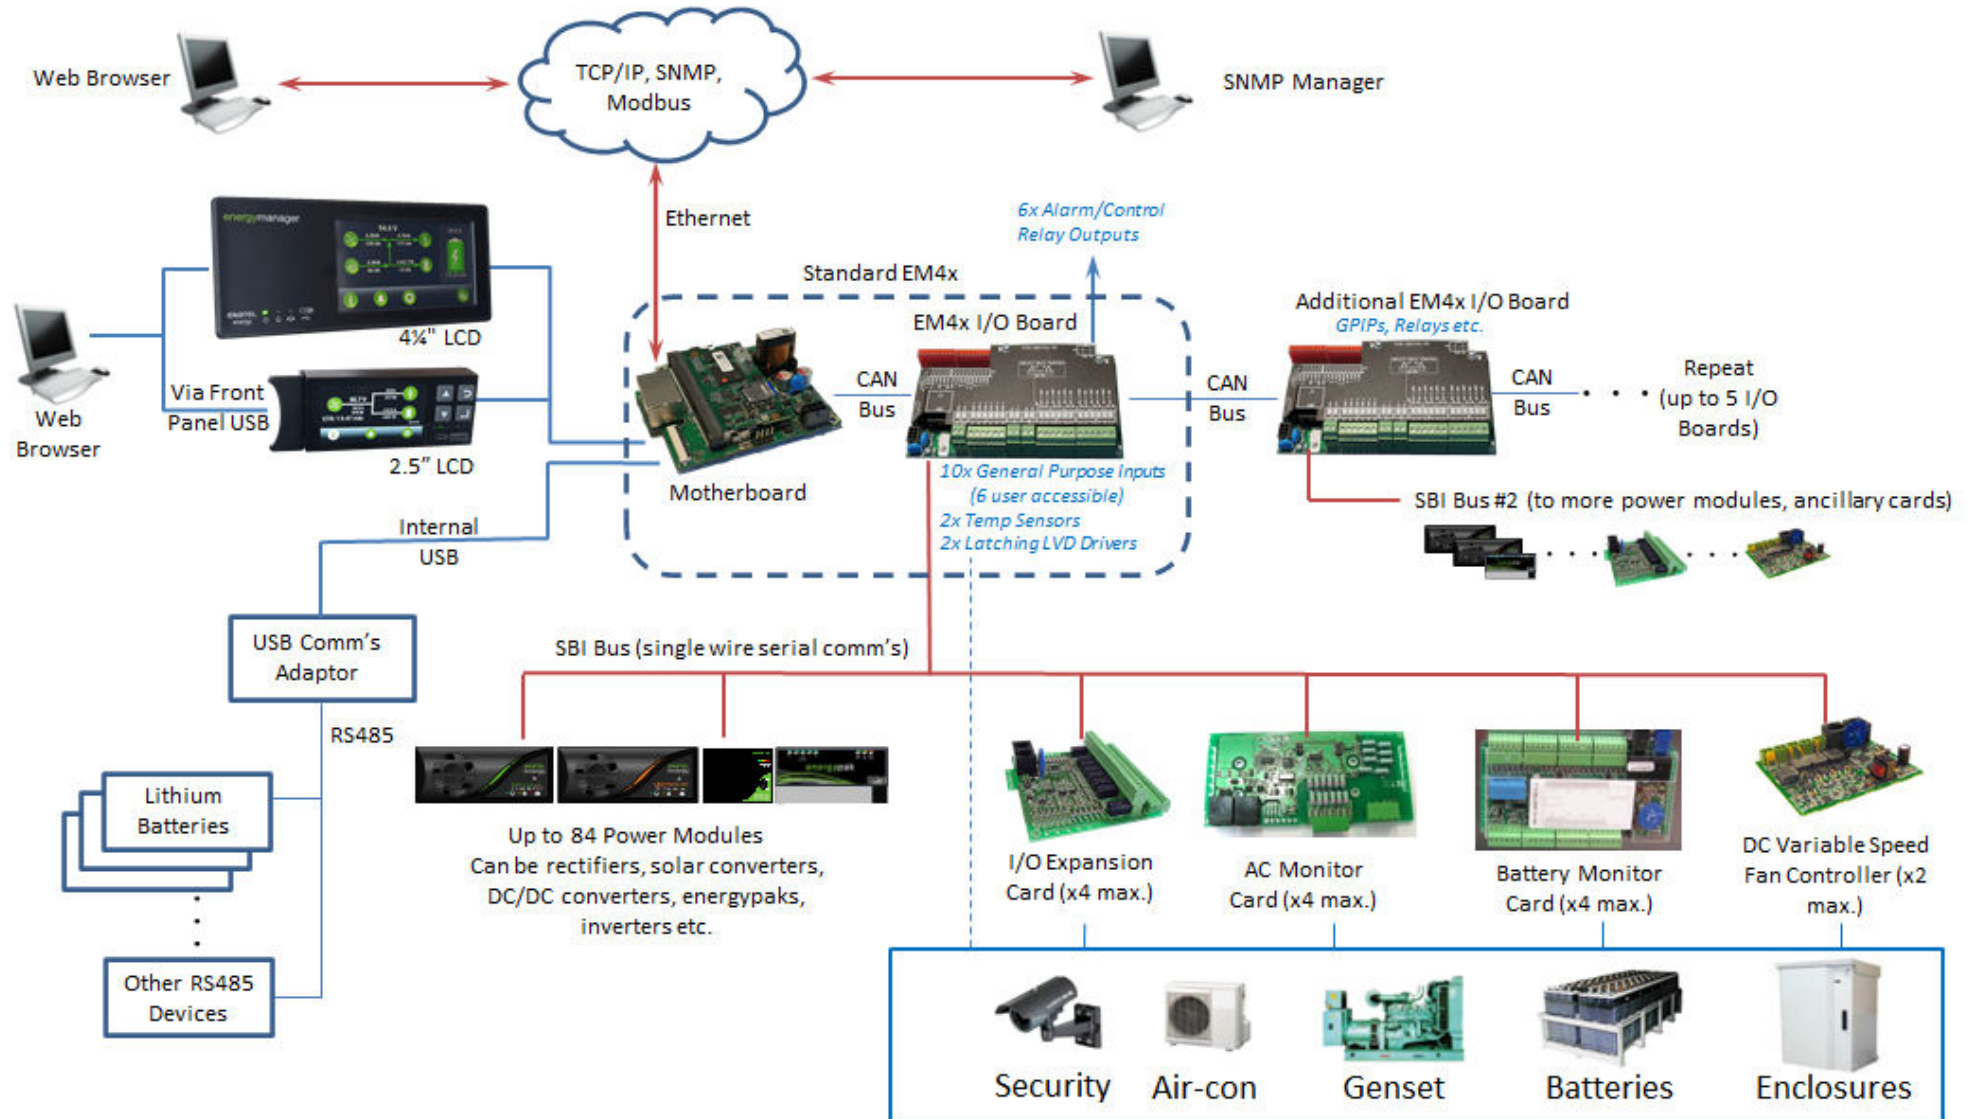 Web Browser
TCP/IP, SNMP,
Modbus
SNMP Manager
Ethernet
6x Alarm/Control
Relay Outputs
energymanager
Standard EM4x
Additional EM4x I/O Board
GPIPs, Relays etc.
EM4x I/O Board
4¼" LCD
CAN
Bus
CAN
Bus
CAN
Bus
Repeat
(up to 5 I/O
Boards)
Via Front
Panel USB
Web
Browser
2.5" LCD
Motherboard
10x General Purpose Inputs
(6 user accessible)
2x Temp Sensors
2x Latching LVD Drivers
SBI Bus #2 (to more power modules, ancillary cards)
Internal
USB
USB Comm's
Adaptor
SBI Bus (single wire serial comm's)
RS485
Lithium
Batteries
Up to 84 Power Modules
Can be rectifiers, solar converters,
DC/DC converters, energypaks,
inverters etc.
I/O Expansion
Card (x4 max.)
AC Monitor
Card (x4 max.)
Battery Monitor
Card (x4 max.)
DC Variable Speed
Fan Controller (x2
max.)
Other RS485
Devices
Security
Air-con
Genset
Batteries
Enclosures